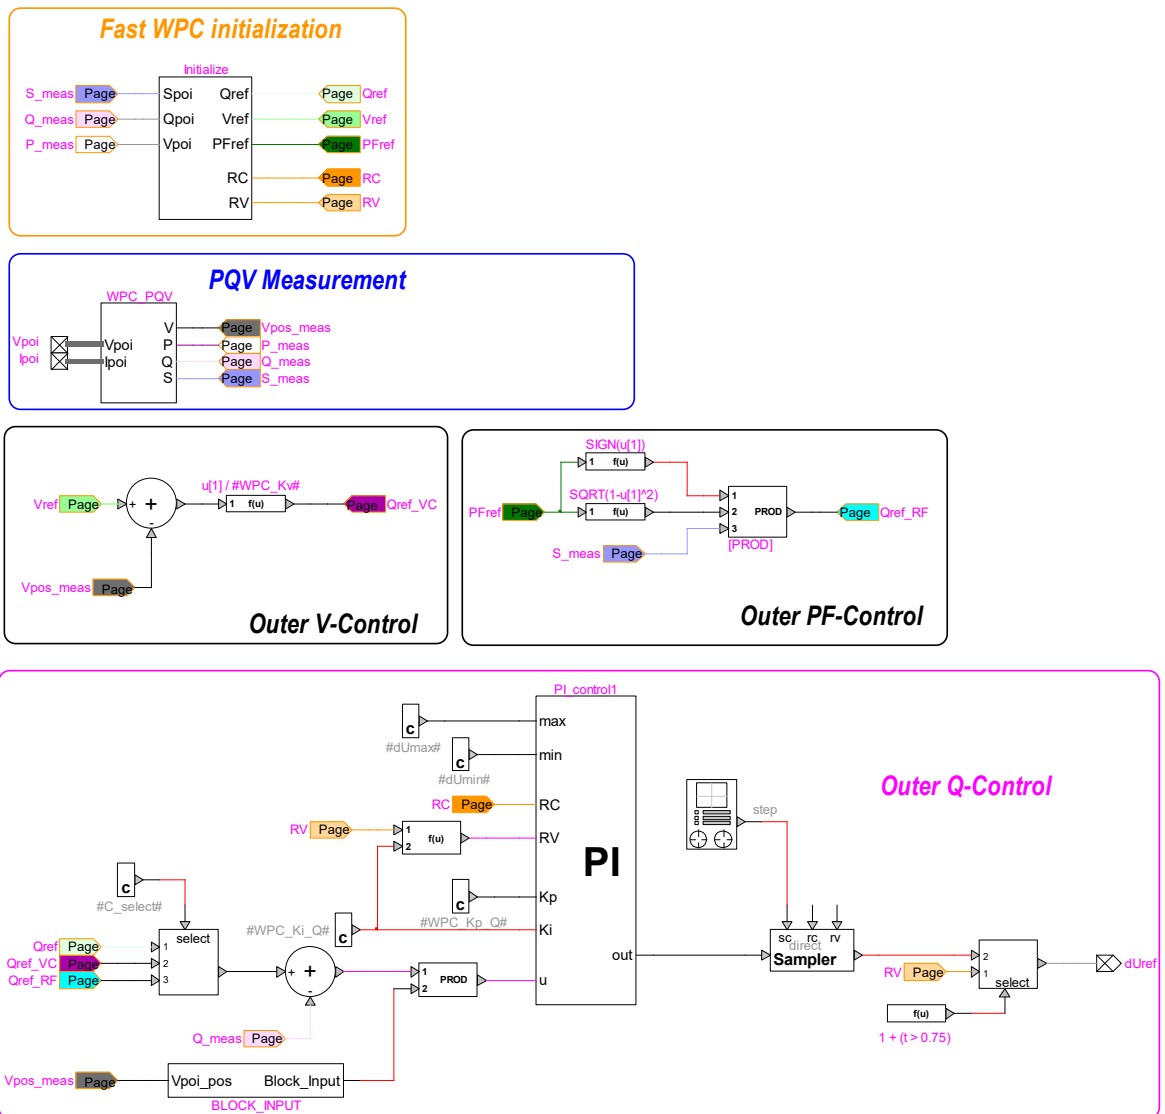 Fast WPC initialization
Initialize
S_meas Page Spoi Qref Page Qref
Q_meas Page Qpoi Vref Page Vref
P_meas Page Vpoi PFref Page PFref
RC Page RC
RV Page RV
PQV Measurement
WPC_PQV
V Page Vpos_meas
Vpoi Vpoi P Page P_meas
Ipoi Ipoi Q Page Q_meas
S Page S_meas
u[1] / #WPC_Kv#
Vref Page + + 1 f(u) Page Qref_VC
-
Vpos_meas Page
Outer V-Control
SIGN(u[1])
1 f(u)
SQRT(1-u[1]^2)
1
PFref Page 1 f(u) 2 PROD Page Qref_RF
3
S_meas Page [PROD]
Outer PF-Control
PI_control1
c max
#dUmax#
c min
#dUmin#
Outer Q-Control
RC Page RC
step
RV Page 1 f(u) RV
2
PI
c
#C_select#
c Kp
#WPC_Kp_Q#
#WPC_Ki_Q# c Ki
select
Qref Page 1
Qref_VC Page 2
Qref_RF Page 3
+ +
-
1 PROD u
2
out
sc rc rv
direct
Sampler
2
RV Page 1
select
dUref
f(u)
1 + (t > 0.75)
Q_meas Page
Vpos_meas Page Vpoi_pos Block_Input
BLOCK_INPUT